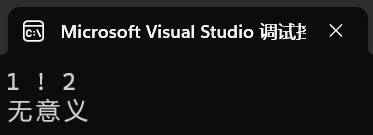 Microsoft Visual Studio 调试
1 ! 2
无意义